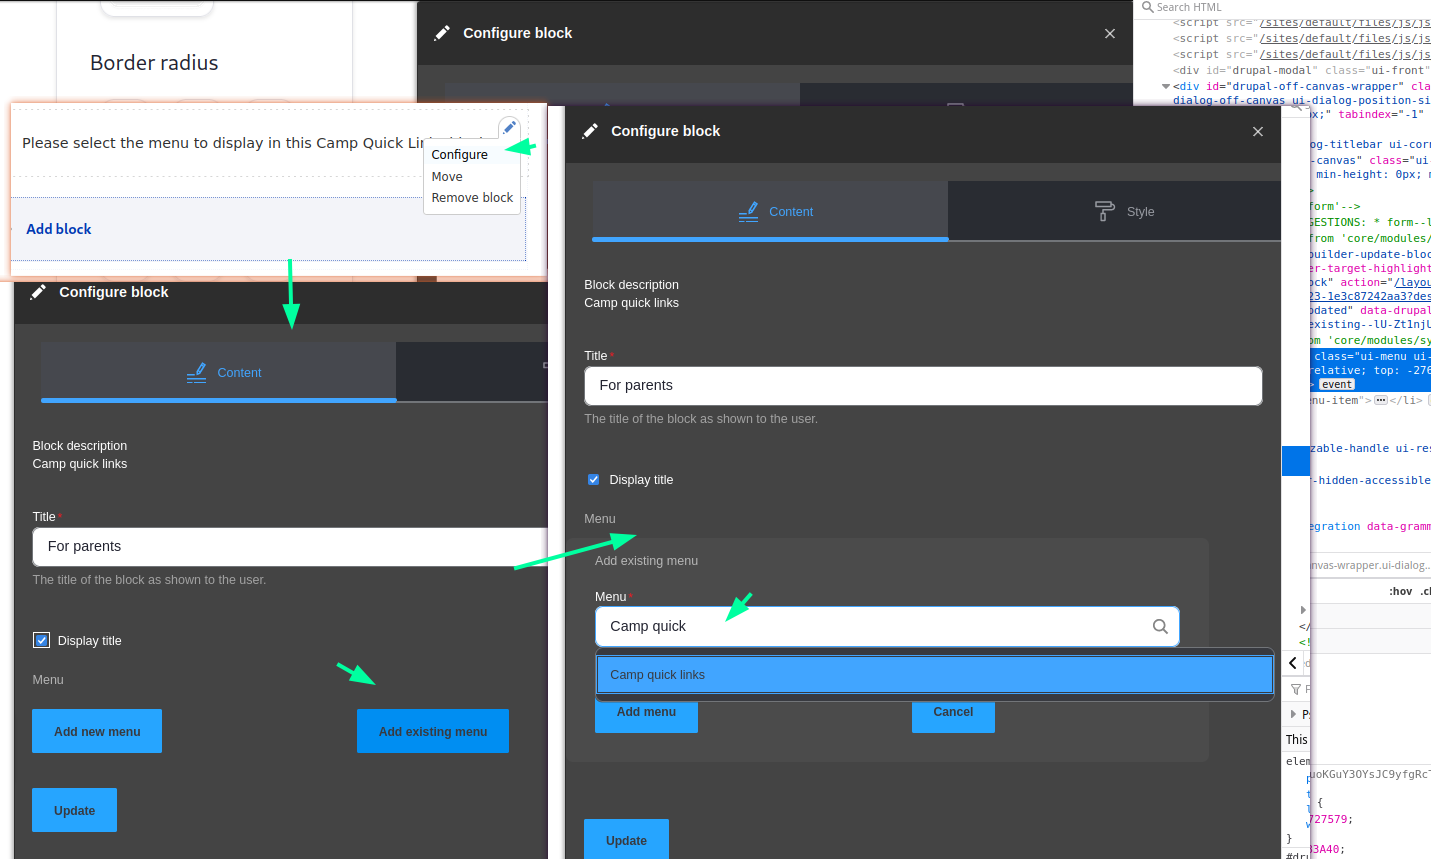 Configure block
Border radius
Please select the menu to display in this Camp Quick
Configure
Move
Remove block
Add block
Configure block
Content
Block description
Camp quick links
Title*
For parents
The title of the block as shown to the user.
Display title
Menu
Add new menu
Add existing menu
Update
Configure block
Content
Style
Block description
Camp quick links
Title*
For parents
The title of the block as shown to the user.
Display title
Menu
Add existing menu
Menu*
Camp quick
Camp quick links
Add menu
Cancel
Update
Search HTML
<script src="/sites/default/files/js/js
<script src="/sites/default/files/js/js
<script src="/sites/default/files/js/js
<div id="drupal-modal" class="ui-front"
<div id="drupal-off-canvas-wrapper" cla
dialog-off-canvas ui-dialog-position-si
x;" tabindex="-1"
og-titlebar ui-corn
-canvas" class="ui
min-height: 0px; m
form'-->
GESTIONS: * form--l
from 'core/modules/
builder-update-bloc
er-target-highlight
ock" action="/layou
23-1e3c87242aa3?des
pdated" data-drupal
existing--lU-Zt1njU
om 'core/modules/sy
class="ui-menu ui-
relative; top: -276
> event
nu-item"> ••• </li>
zable-handle ui-res
-hidden-accessible
egration data-gramm
nvas-wrapper.ui-dialog...
:hov .cl
</
<!
This
elem
uoKGuY3OYsJC9yfgRcT
{
727579;
}
3A40;
#dru